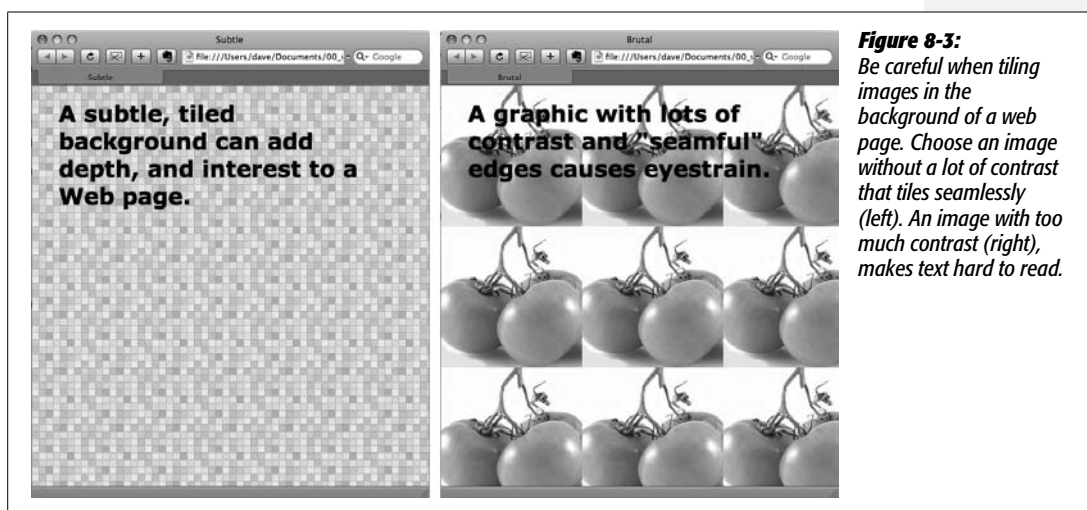 Subtle
file:///Users/dave/Documents/00_
Google
Subtle
A subtle, tiled
background can add
depth, and interest to a
Web page.
Brutal
file:///Users/dave/Documents/00_
Google
Brutal
A graphic with lots of
contrast and "seamful"
edges causes eyestrain.
Figure 8-3:
Be careful when tiling
images in the
background of a web
page. Choose an image
without a lot of contrast
that tiles seamlessly
(left). An image with too
much contrast (right),
makes text hard to read.